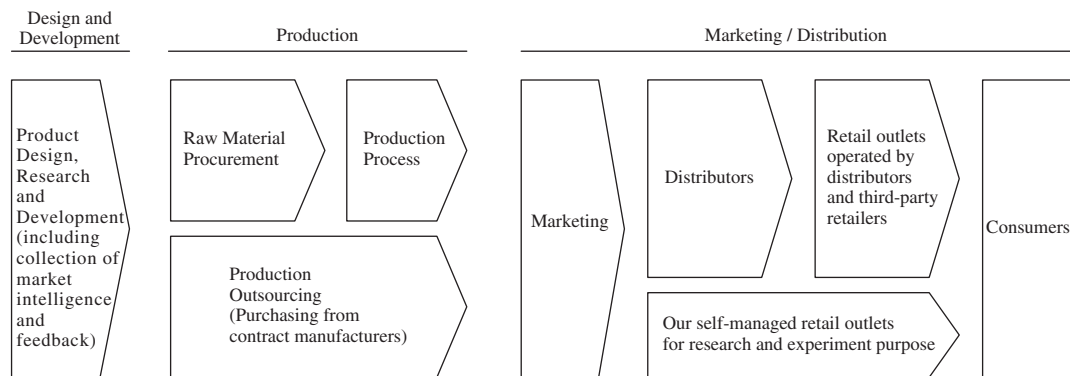 Design and
Development
Production
Marketing / Distribution
Product
Design,
Research
and
Development
(including
collection of
market
intelligence
and
feedback)
Raw Material
Procurement
Production
Process
Production
Outsourcing
(Purchasing from
contract manufacturers)
Marketing
Distributors
Retail outlets
operated by
distributors
and third-party
retailers
Our self-managed retail outlets
for research and experiment purpose
Consumers